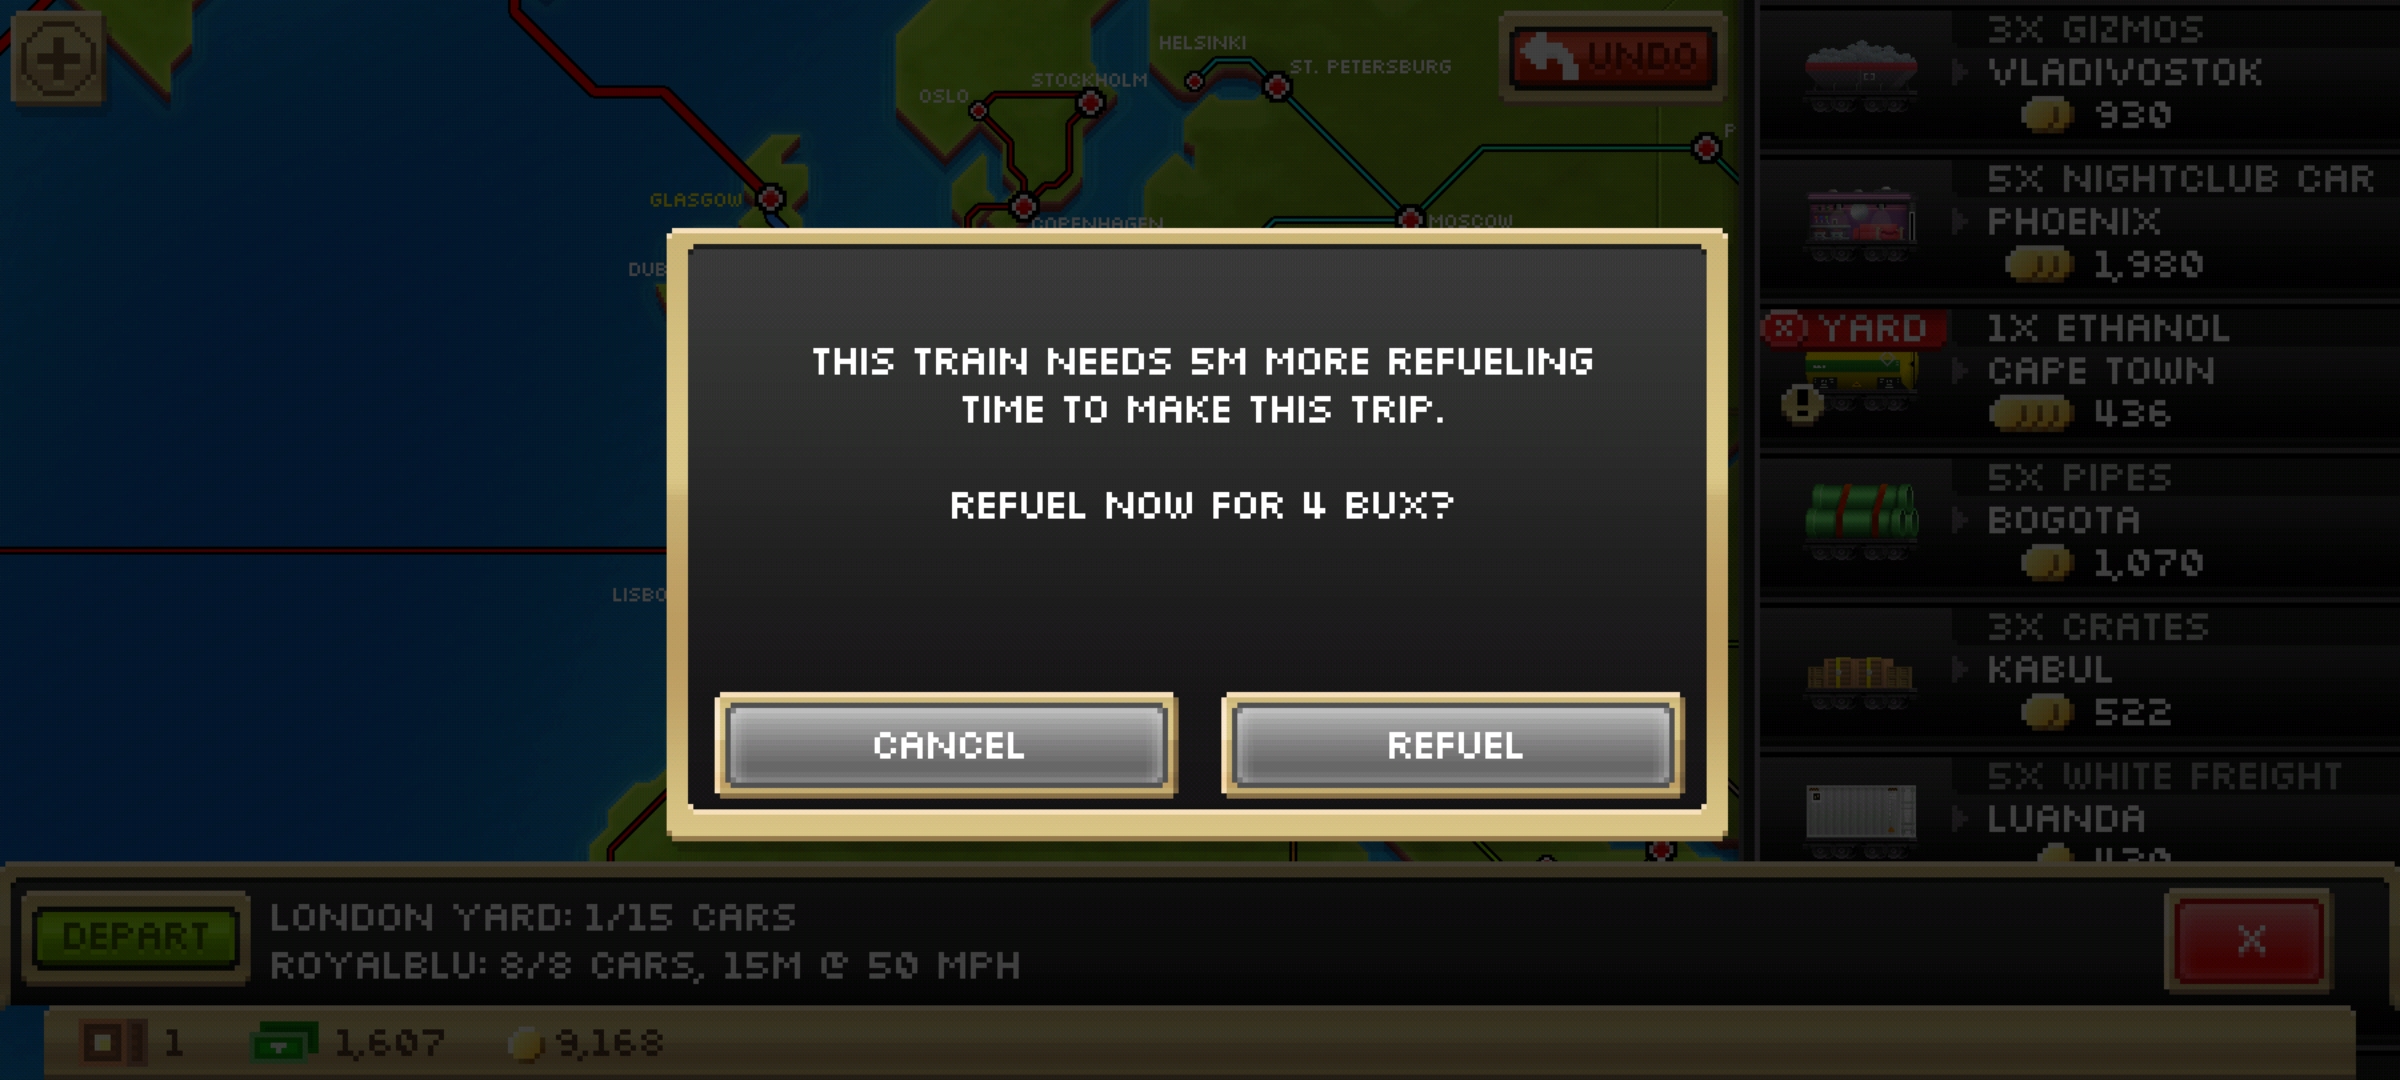 HELSINKI
ST. PETERSBURG
STOCKHOLM
OSLO
UNDO
GLASGOW
COPENHAGEN
MOSCOW
P
DUB
LISBO
THIS TRAIN NEEDS 5M MORE REFUELING
TIME TO MAKE THIS TRIP.
REFUEL NOW FOR 4 BUX?
CANCEL
REFUEL
3X GIZMOS
VLADIVOSTOK
930
5X NIGHTCLUB CAR
PHOENIX
1,980
YARD
1X ETHANOL
CAPE TOWN
436
5X PIPES
BOGOTA
1,070
3X CRATES
KABUL
522
5X WHITE FREIGHT
LUANDA
DEPART
LONDON YARD: 1/15 CARS
ROYALBLU: 8/8 CARS, 15M @ 50 MPH
X
1
1,607
9,168